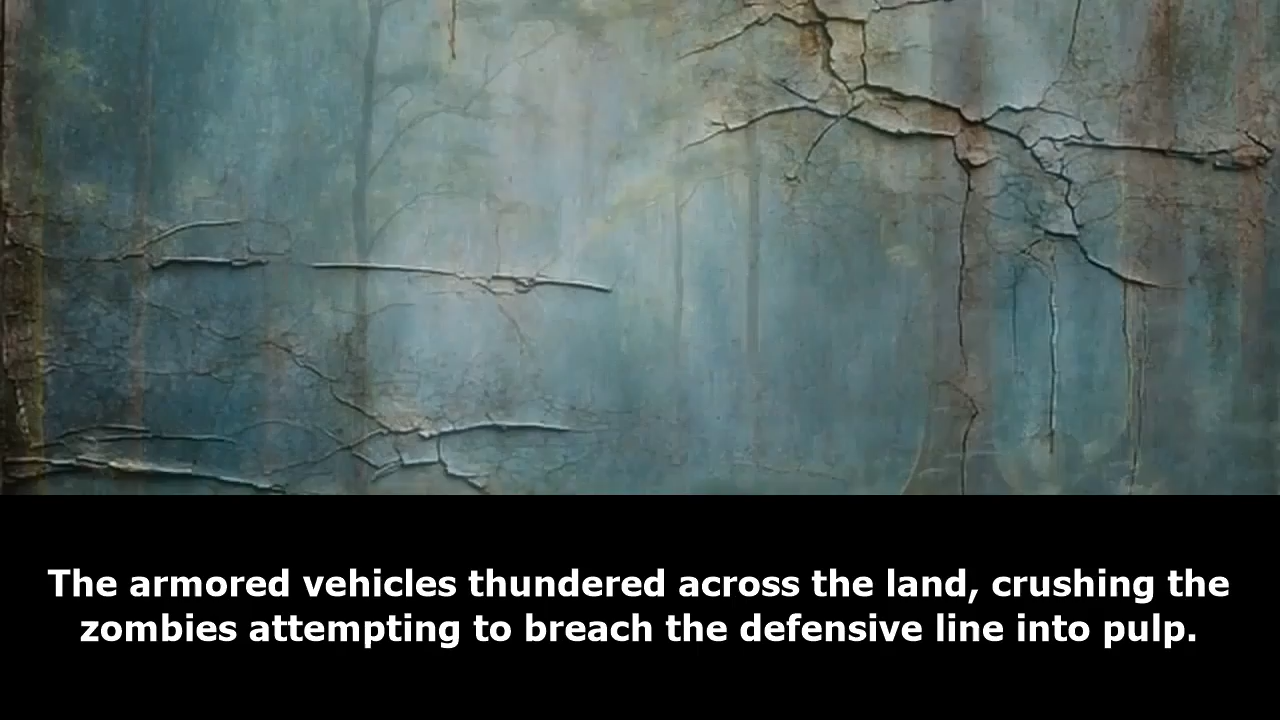 The armored vehicles thundered across the land, crushing the
zombies attempting to breach the defensive line into pulp.